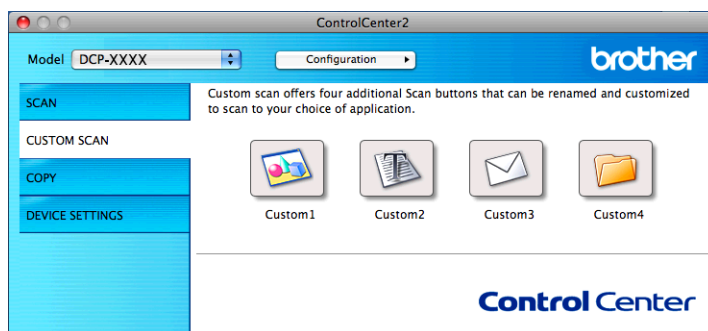 ControlCenter2
Model DCP-XXXX Configuration brother
SCAN
CUSTOM SCAN
COPY
DEVICE SETTINGS
Custom scan offers four additional Scan buttons that can be renamed and customized
to scan to your choice of application.
T
Custom1 Custom2 Custom3 Custom4
Control Center